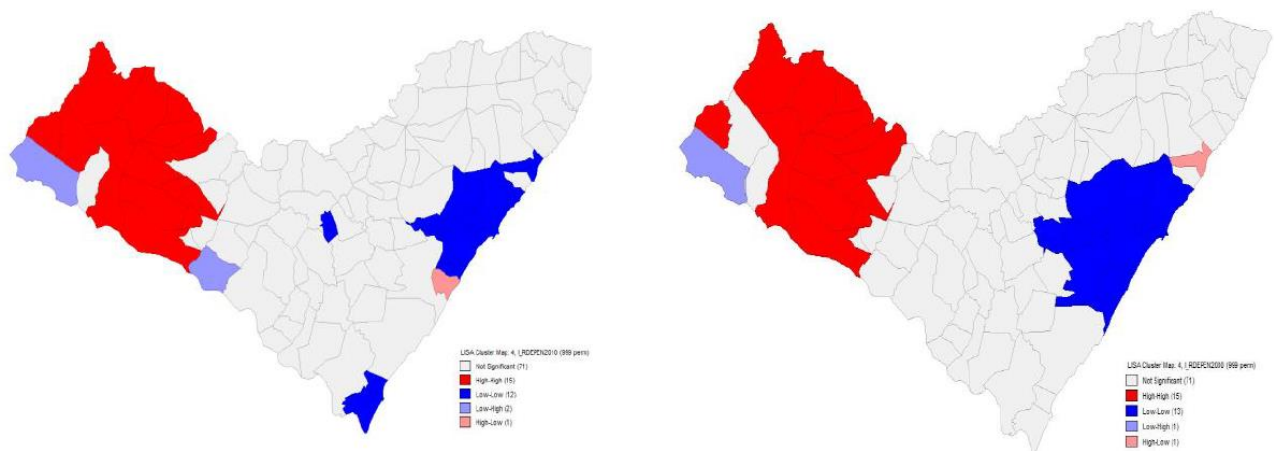 LISA Cluster Map: 4, I_RDEPEN2010 (999 perm)
Not Significant (71)
High-High (15)
Low-Low (12)
Low-High (2)
High-Low (1)
LISA Cluster Map: 4, I_RDEPEN2000 (999 perm)
Not Significant (71)
High-High (15)
Low-Low (13)
Low-High (1)
High-Low (1)